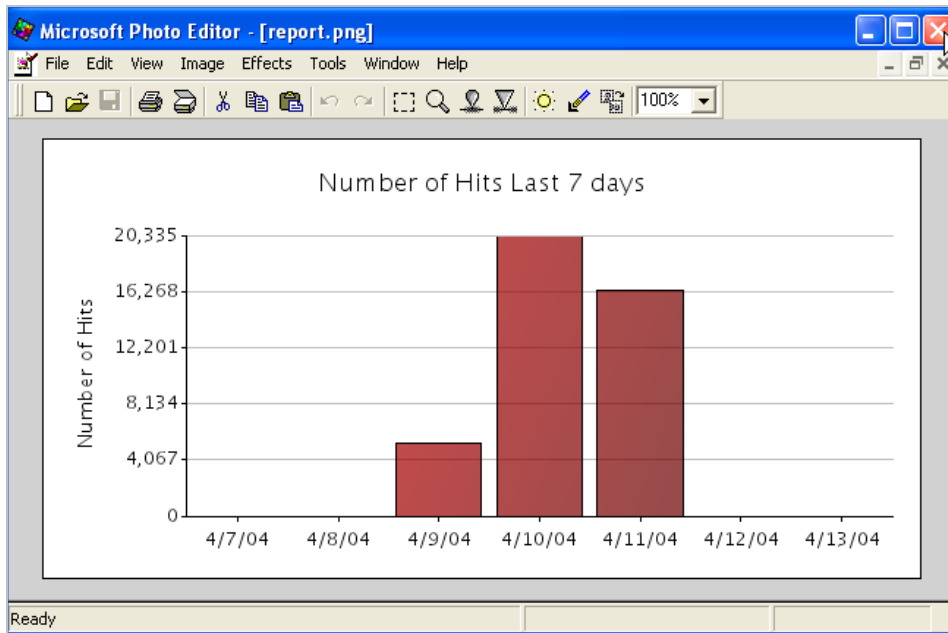 Microsoft Photo Editor - [report.png]
File Edit View Image Effects Tools Window Help
100%
Number of Hits Last 7 days
Number of Hits
20,335
16,268
12,201
8,134
4,067
0
4/7/04 4/8/04 4/9/04 4/10/04 4/11/04 4/12/04 4/13/04
Ready